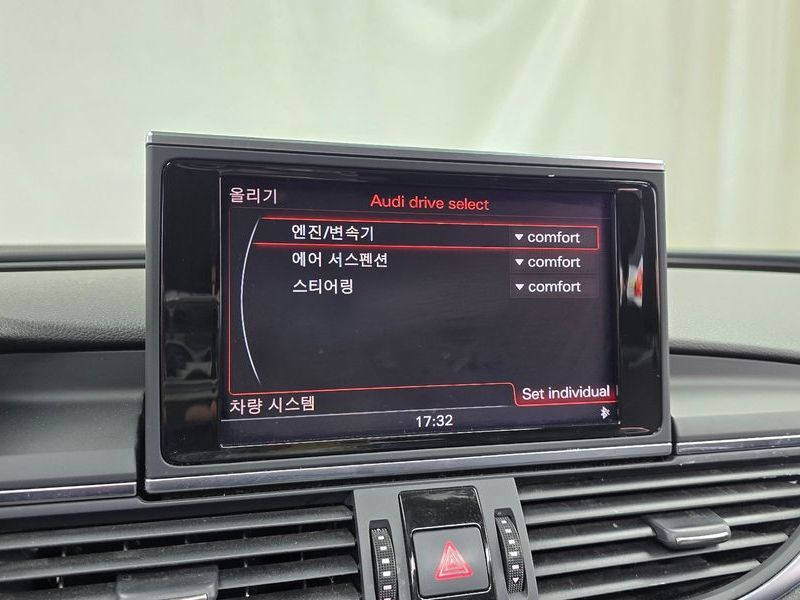 올리기
Audi drive select
엔진/변속기 ▼ comfort
에어 서스펜션 ▼ comfort
스티어링 ▼ comfort
차량 시스템 Set individual
17:32